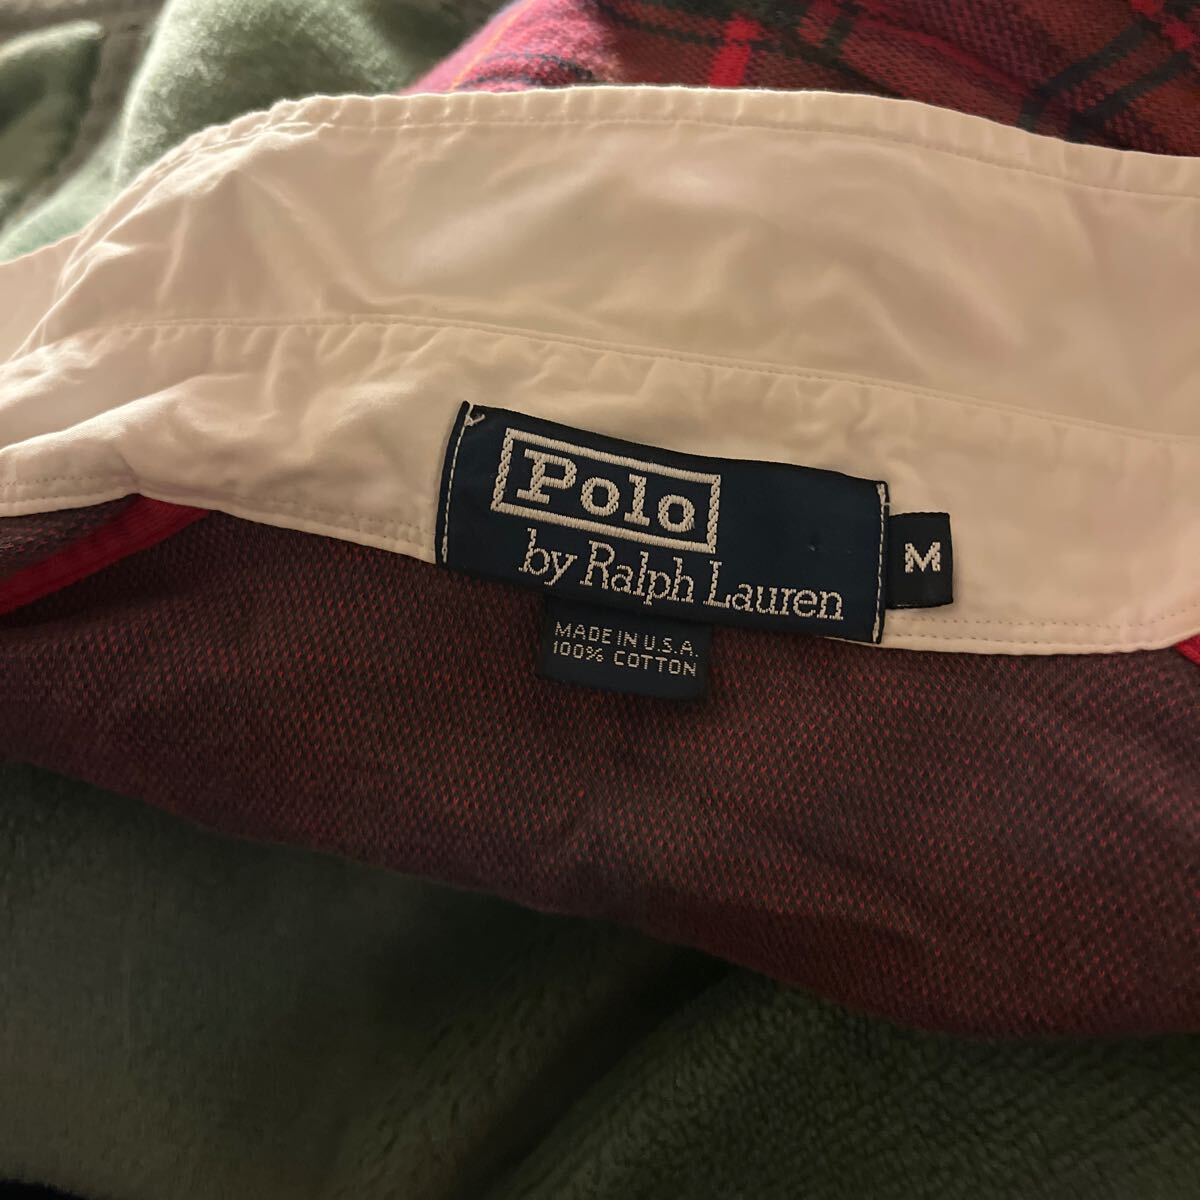 Polo
by Ralph Lauren
M
MADE IN U.S.A.
100% COTTON